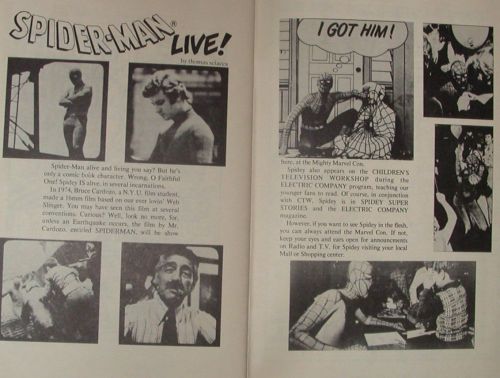 SPIDER-MAN®
LIVE!
by thomas sciacca
Spider-Man alive and living you say? But he's
only a comic book character. Wrong, O Faithful
One! Spidey IS alive, in several incarnations.
In 1974, Bruce Cardozo, a N.Y.U. film student,
made a 16mm film based on our ever lovin' Web
Slinger. You may have seen this film at several
conventions. Curious? Well, look no more, for,
unless an Earthquake occurs, the film by Mr.
Cardozo, entitled SPIDERMAN, will be show
I GOT HIM!
here, at the Mighty Marvel Con.
Spidey also appears on the CHILDREN'S
TELEVISION WORKSHOP during the
ELECTRIC COMPANY program, teaching our
younger fans to read. Of course, in conjunction
with CTW, Spidey is in SPIDEY SUPER
STORIES and the ELECTRIC COMPANY
magazine.
However, if you want to see Spidey in the flesh,
you can always attend the Marvel Con. If not,
keep your eyes and ears open for announcements
on Radio and T.V. for Spidey visiting your local
Mall or Shopping center.